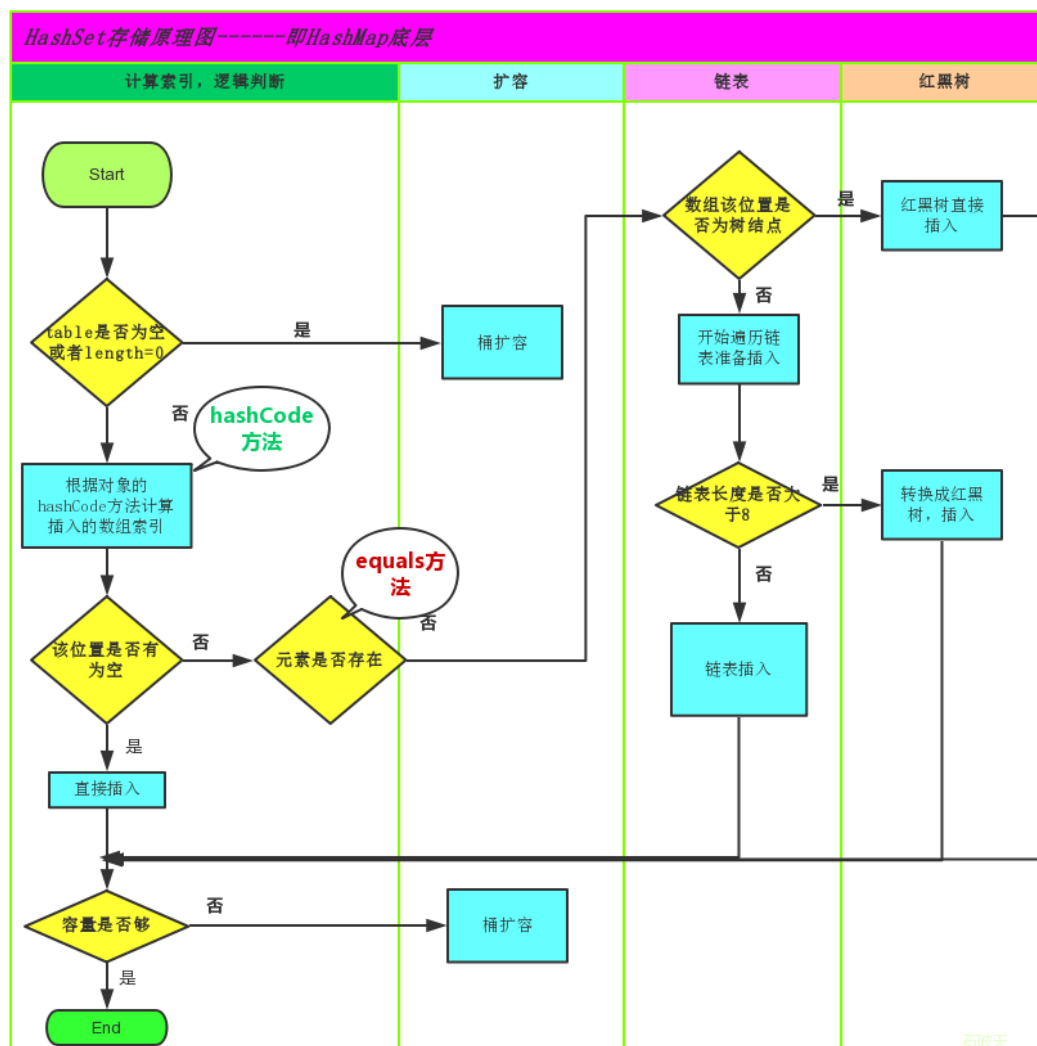 HashSet存储原理图------即HashMap底层
计算索引，逻辑判断
扩容
链表
红黑树
Start
数组该位置是
否为树结点
是
红黑树直接
插入
否
table是否为空
或者length=0
是
桶扩容
开始遍历链
表准备插入
否
hashCode
方法
根据对象的
hashCode方法计算
插入的数组索引
链表长度是否大
于8
是
转换成红黑
树，插入
equals方
法
否
否
该位置是否有
为空
否
元素是否存在
链表插入
是
直接插入
容量是否够
否
桶扩容
是
End
石破天